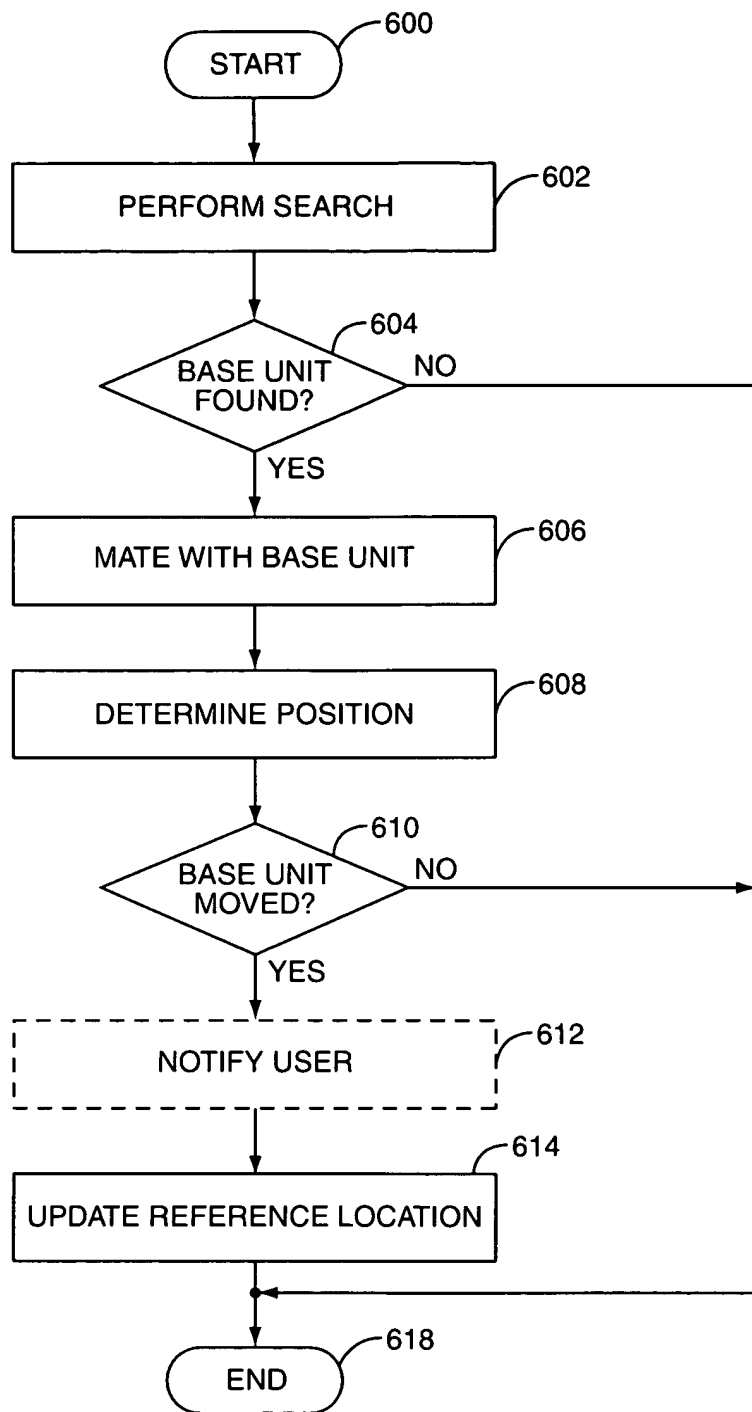 START
600
PERFORM SEARCH
602
604
BASE UNIT
FOUND?
NO
YES
MATE WITH BASE UNIT
606
DETERMINE POSITION
608
610
BASE UNIT
MOVED?
NO
YES
NOTIFY USER
612
614
UPDATE REFERENCE LOCATION
END
618